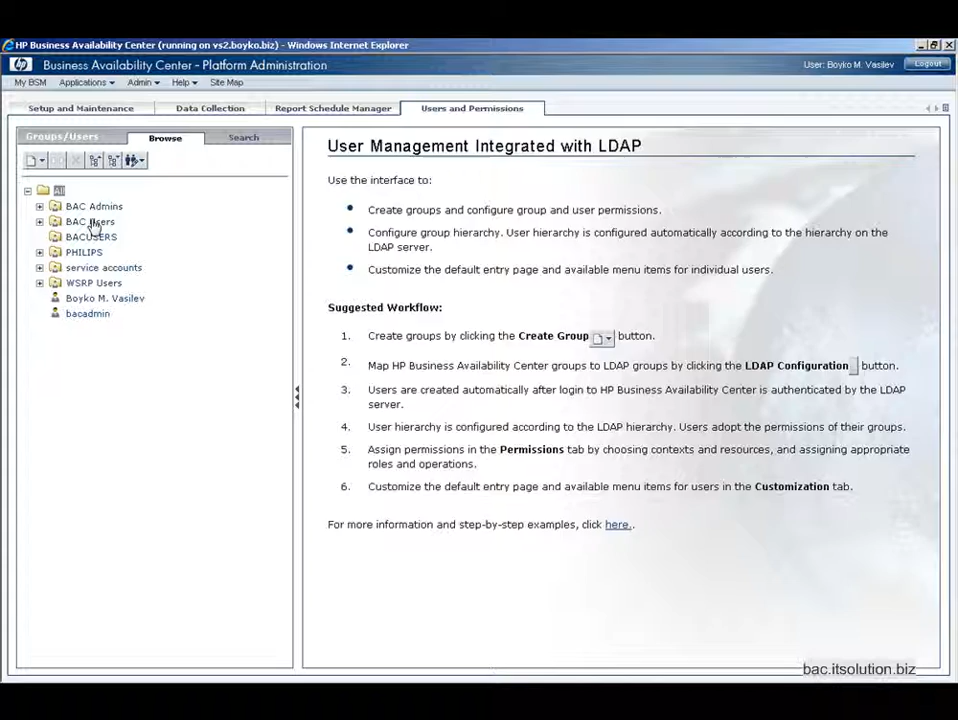 HP Business Availability Center (running on vs2.boyko.biz) - Windows Internet Explorer
hp Business Availability Center - Platform Administration User: Boyko M. Vasilev Logout
My BSM Applications Admin Help Site Map
Setup and Maintenance Data Collection Report Schedule Manager Users and Permissions
Groups/Users Browse Search
User Management Integrated with LDAP
Use the interface to:
All
BAC Admins
BAC Users
BACUSERS
PHILIPS
service accounts
WSRP Users
Boyko M. Vasilev
bacadmin
• Create groups and configure group and user permissions.
• Configure group hierarchy. User hierarchy is configured automatically according to the hierarchy on the
LDAP server.
• Customize the default entry page and available menu items for individual users.
Suggested Workflow:
1. Create groups by clicking the Create Group button.
2. Map HP Business Availability Center groups to LDAP groups by clicking the LDAP Configuration button.
3. Users are created automatically after login to HP Business Availability Center is authenticated by the LDAP
server.
4. User hierarchy is configured according to the LDAP hierarchy. Users adopt the permissions of their groups.
5. Assign permissions in the Permissions tab by choosing contexts and resources, and assigning appropriate
roles and operations.
6. Customize the default entry page and available menu items for users in the Customization tab.
For more information and step-by-step examples, click here..
bac.itsolution.biz